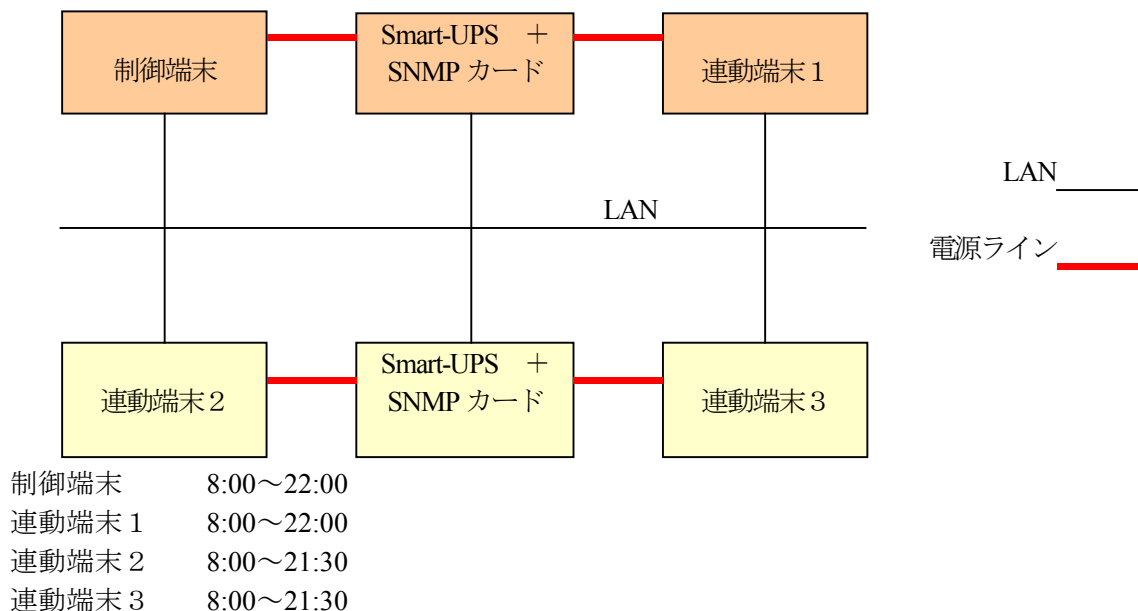 制御端末
Smart-UPS ＋
SNMP カード
連動端末１
LAN
LAN
電源ライン
連動端末２
Smart-UPS ＋
SNMP カード
連動端末３
制御端末 8:00～22:00
連動端末１ 8:00～22:00
連動端末２ 8:00～21:30
連動端末３ 8:00～21:30